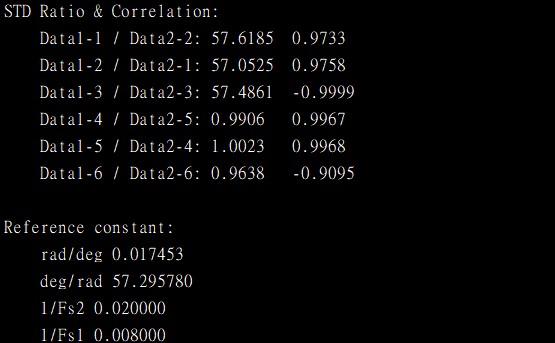 STD Ratio & Correlation:
Data1-1 / Data2-2: 57.6185 0.9733
Data1-2 / Data2-1: 57.0525 0.9758
Data1-3 / Data2-3: 57.4861 -0.9999
Data1-4 / Data2-5: 0.9906 0.9967
Data1-5 / Data2-4: 1.0023 0.9968
Data1-6 / Data2-6: 0.9638 -0.9095
Reference constant:
rad/deg 0.017453
deg/rad 57.295780
1/Fs2 0.020000
1/Fs1 0.008000